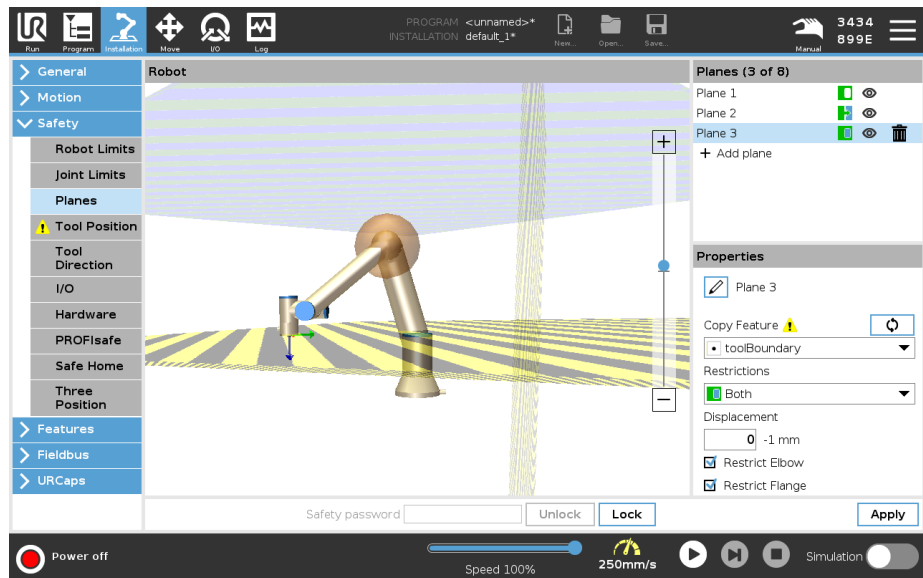 PROGRAM <unnamed>*
INSTALLATION default_1*
Run
Program
Installation
Move
I/O
Log
New...
Open...
Save...
Manual
3434
899E
General
Motion
Safety
Robot Limits
Joint Limits
Planes
Tool Position
Tool
Direction
I/O
Hardware
PROFIsafe
Safe Home
Three
Position
Features
Fieldbus
URCaps
Robot
Planes (3 of 8)
Plane 1
Plane 2
Plane 3
+ Add plane
Properties
Plane 3
Copy Feature
toolBoundary
Restrictions
Both
Displacement
0 -1 mm
Restrict Elbow
Restrict Flange
Safety password
Unlock
Lock
Apply
Power off
Speed 100%
250mm/s
Simulation